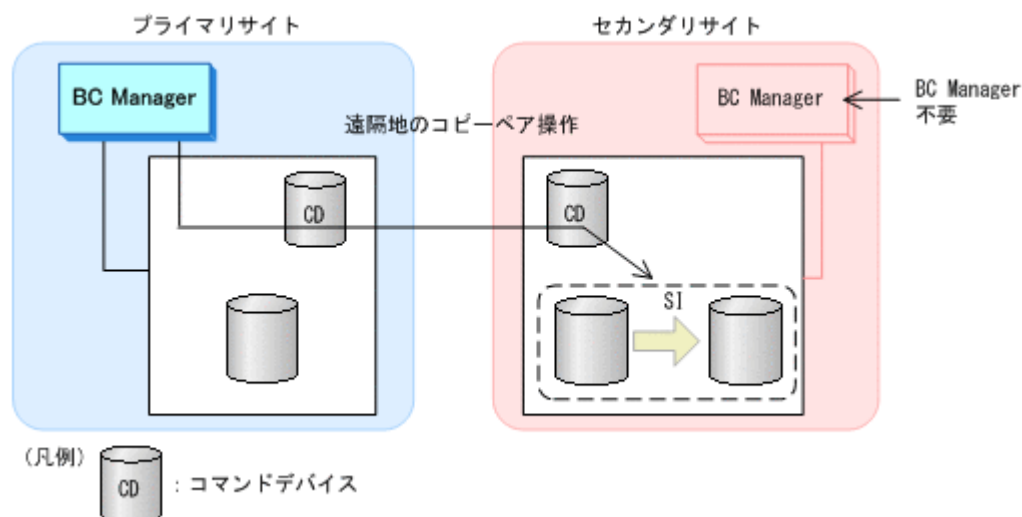 プライマリサイト
セカンダリサイト
BC Manager
BC Manager
BC Manager
不要
遠隔地のコピーペア操作
CD
CD
SI
(凡例)
CD
:コマンドデバイス